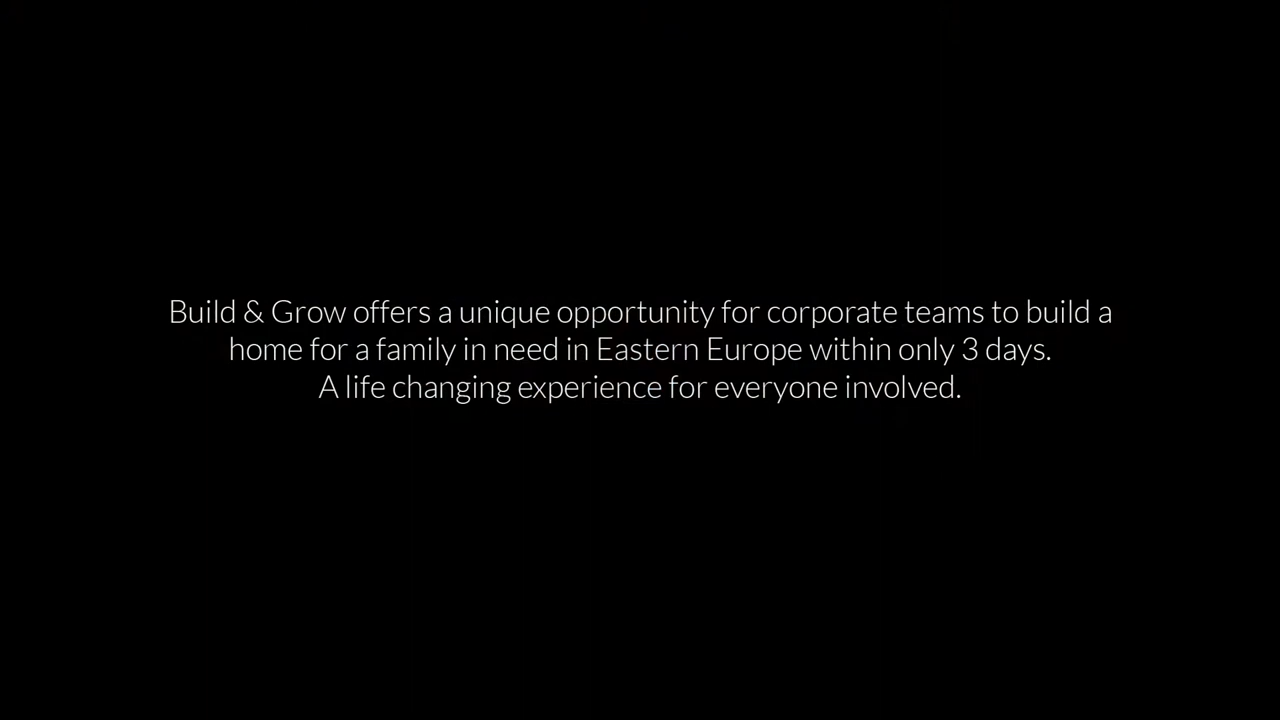 Build & Grow offers a unique opportunity for corporate teams to build a
home for a family in need in Eastern Europe within only 3 days.
A life changing experience for everyone involved.